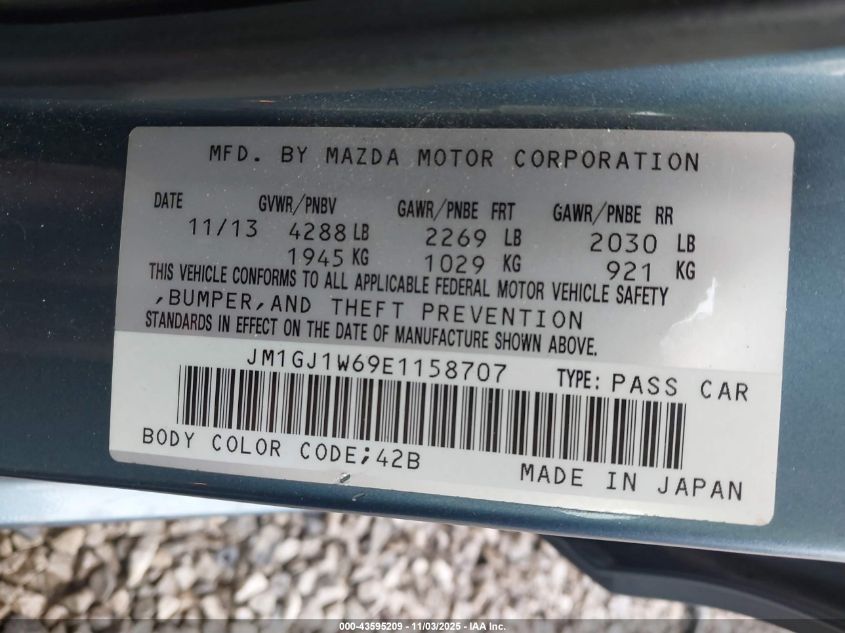 MFD. BY MAZDA MOTOR CORPORATION
DATE GVWR/PNBV GAWR/PNBE FRT GAWR/PNBE RR
11/13 4288 LB 2269 LB 2030 LB
1945 KG 1029 KG 921 KG
THIS VEHICLE CONFORMS TO ALL APPLICABLE FEDERAL MOTOR VEHICLE SAFETY
,BUMPER,AND THEFT PREVENTION
STANDARDS IN EFFECT ON THE DATE OF MANUFACTURE SHOWN ABOVE.
JM1GJ1W69E1158707 TYPE: PASS CAR
BODY COLOR CODE;42B
MADE IN JAPAN
000-43595209 - 11/03/2025 - IAA Inc.